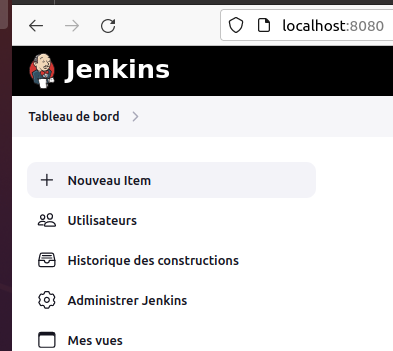 localhost:8080
Jenkins
Tableau de bord
Nouveau Item
Utilisateurs
Historique des constructions
Administrer Jenkins
Mes vues